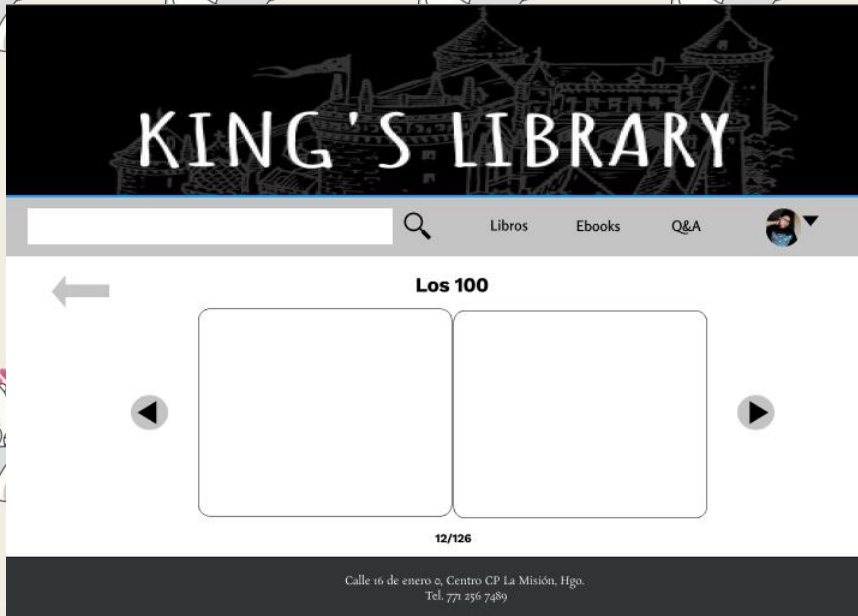 KING'S LIBRARY
Libros Ebooks Q&A
Los 100
12/126
Calle 16 de enero 0, Centro CP La Misión, Hgo.
Tel. 771 256 7489